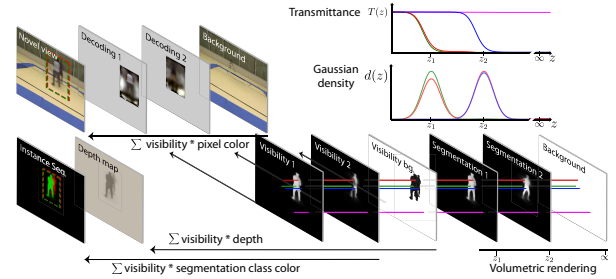 Transmittance T(z)
z₁ z₂ ∞ z
Gaussian density d(z)
z₁ z₂ ∞ z
Novel view
Decoding 1
Decoding 2
Background
∑ visibility * pixel color
Instance Seg.
Depth map
Visibility 1
Visibility 2
Visibility bg.
Segmentation 1
Segmentation 2
Background
∑ visibility * depth
∑ visibility * segmentation class color
z₁ z₂ ∞
Volumetric rendering